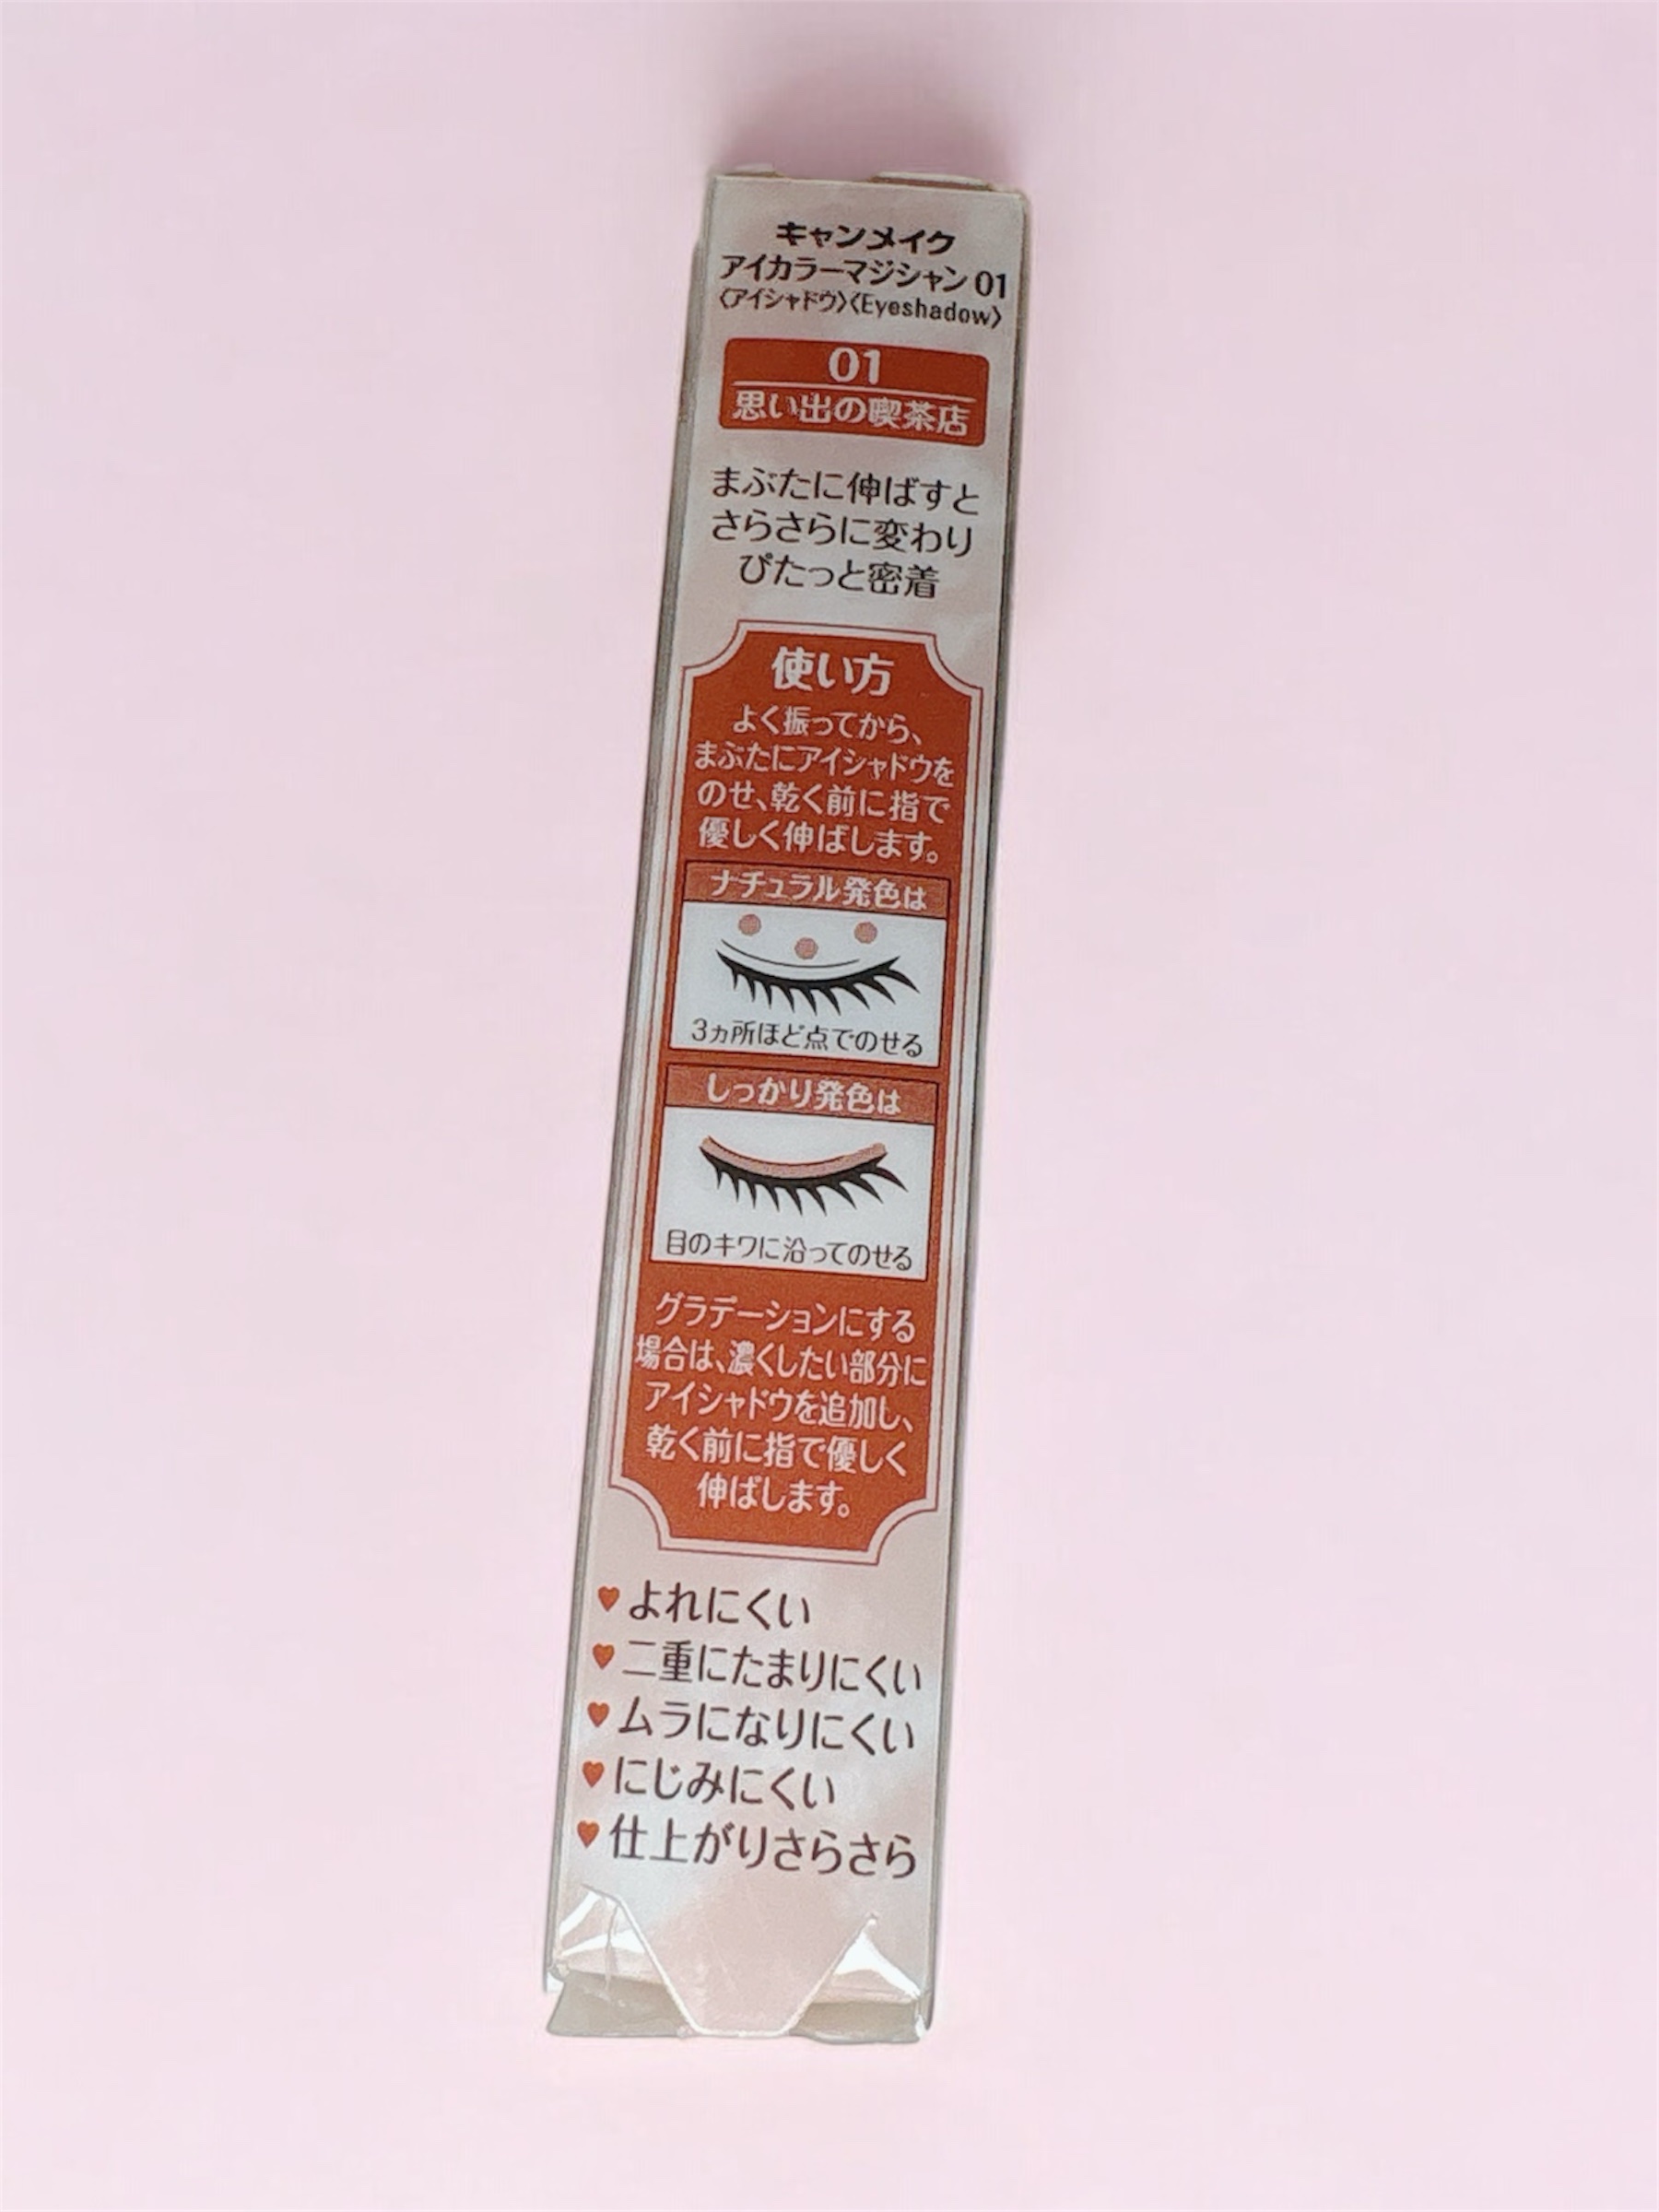 キャンメイク
アイカラーマジシャン 01
〈アイシャドウ〉〈Eyeshadow〉
01
思い出の喫茶店
まぶたに伸ばすと
さらさらに変わり
ぴたっと密着
使い方
よく振ってから、
まぶたにアイシャドウを
のせ、乾く前に指で
優しく伸ばします。
ナチュラル発色は
3ヵ所ほど点でのせる
しっかり発色は
目のキワに沿ってのせる
グラデーションにする
場合は、濃くしたい部分に
アイシャドウを追加し、
乾く前に指で優しく
伸ばします。
♥よれにくい
♥二重にたまりにくい
♥ムラになりにくい
♥にじみにくい
♥仕上がりさらさら